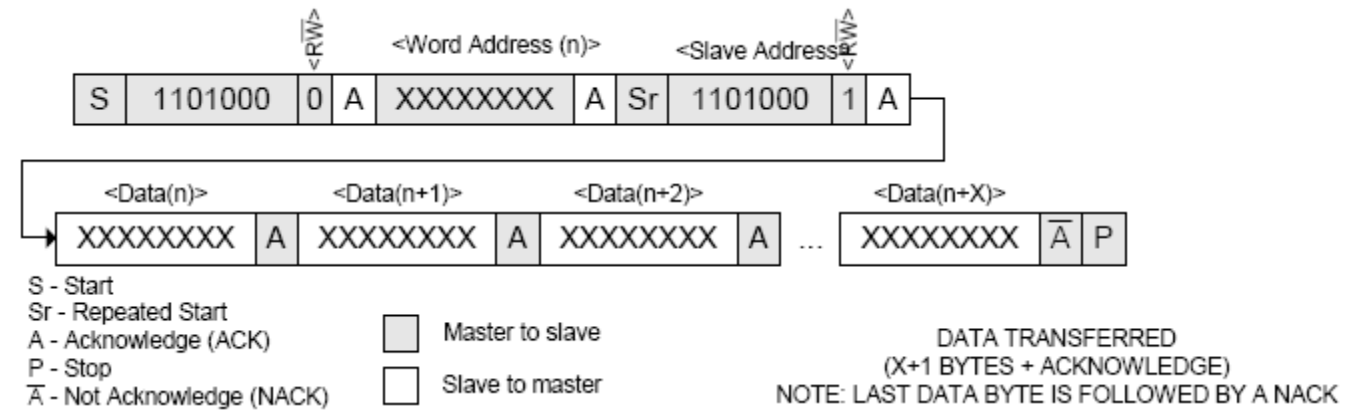 <RW̅> <Word Address (n)> <Slave Address> <RW̅>
S 1101000 0 A XXXXXXXX A Sr 1101000 1 A
<Data(n)> <Data(n+1)> <Data(n+2)> <Data(n+X)>
XXXXXXXX A XXXXXXXX A XXXXXXXX A ... XXXXXXXX A̅ P
S - Start
Sr - Repeated Start
A - Acknowledge (ACK)
P - Stop
A̅ - Not Acknowledge (NACK)
Master to slave
Slave to master
DATA TRANSFERRED
(X+1 BYTES + ACKNOWLEDGE)
NOTE: LAST DATA BYTE IS FOLLOWED BY A NACK